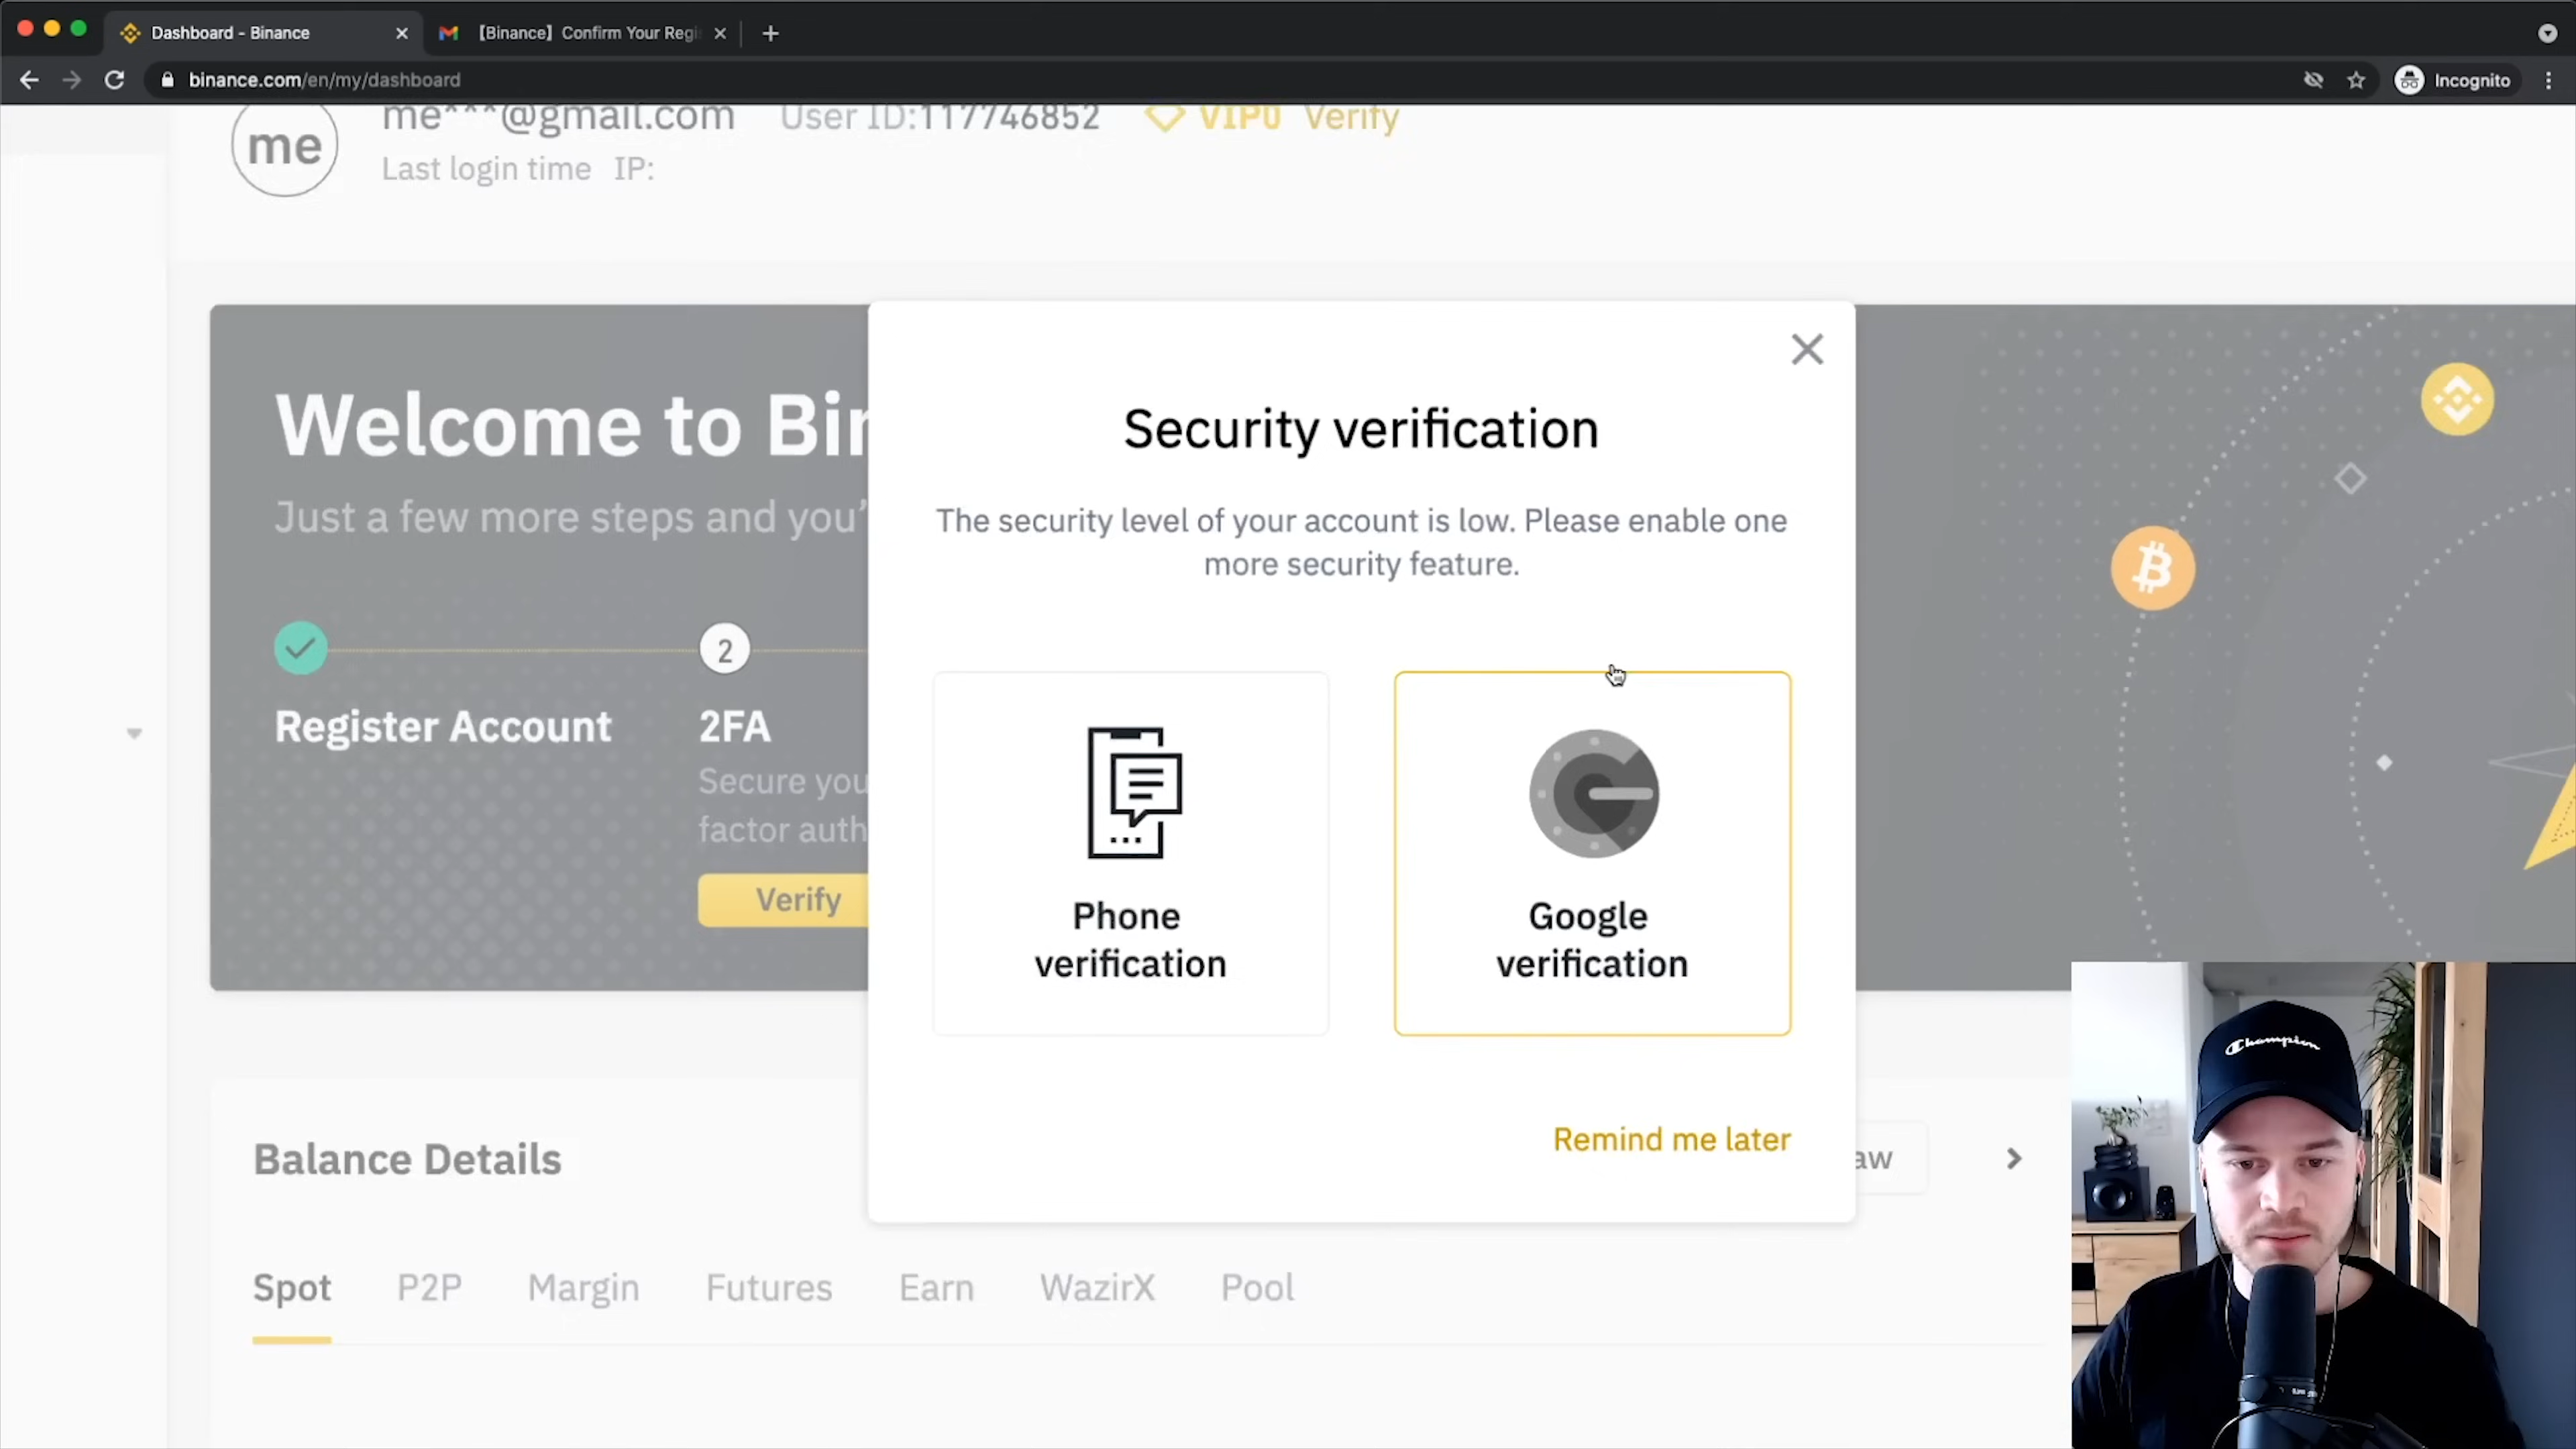 Dashboard - Binance
【Binance】Confirm Your Regi
binance.com/en/my/dashboard
Incognito
me
me***@gmail.com User ID:117746852 VIP0 Verify
Last login time IP:
Welcome to Bin
Just a few more steps and you'
2
Register Account
2FA
Secure you
factor auth
Verify
Security verification
The security level of your account is low. Please enable one
more security feature.
Phone
verification
Google
verification
Remind me later
Balance Details
aw
Spot P2P Margin Futures Earn WazirX Pool
Champion